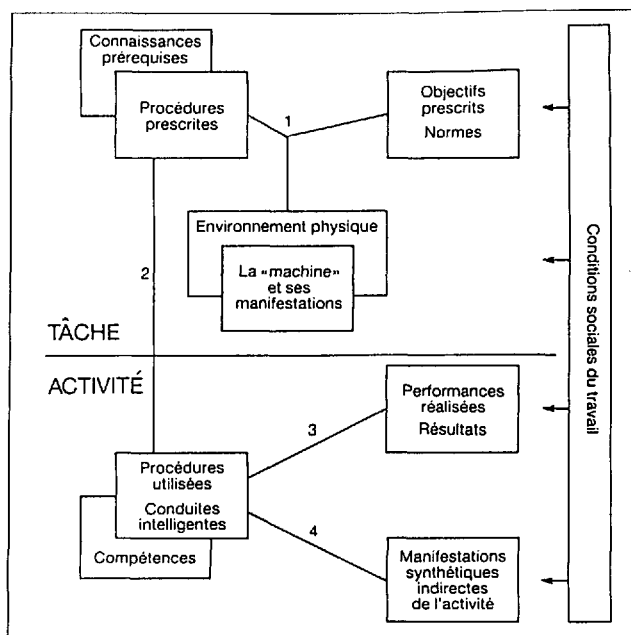 Connaissances
prérequises
Procédures
prescrites
1
Objectifs
prescrits
Normes
Environnement physique
La «machine»
et ses
manifestations
2
TÂCHE
ACTIVITÉ
Performances
réalisées
Résultats
3
Procédures
utilisées
Conduites
intelligentes
Compétences
4
Manifestations
synthétiques
indirectes
de l'activité
Conditions sociales du travail